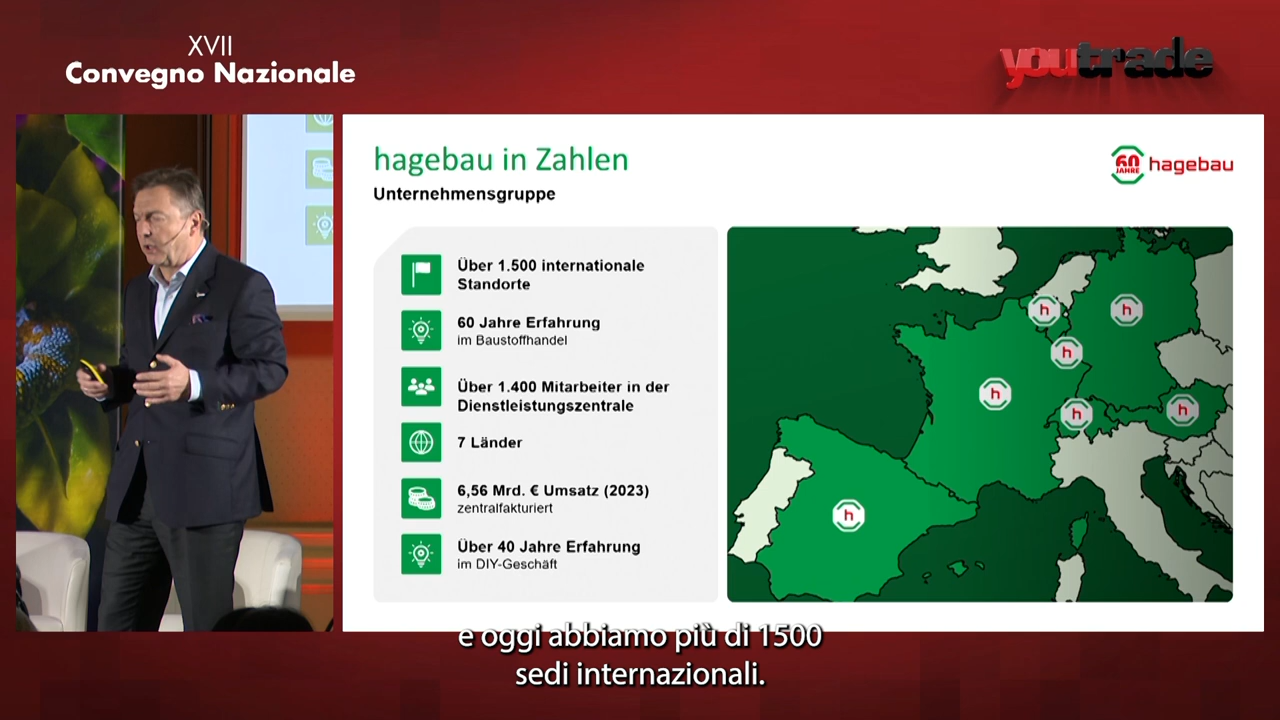 XVII
Convegno Nazionale
youtrade
hagebau in Zahlen
Unternehmensgruppe
60
JAHRE
hagebau
Über 1.500 internationale
Standorte
60 Jahre Erfahrung
im Baustoffhandel
Über 1.400 Mitarbeiter in der
Dienstleistungszentrale
7 Länder
6,56 Mrd. € Umsatz (2023)
zentralfakturiert
Über 40 Jahre Erfahrung
im DIY-Geschäft
h
h
h
h
h
h
h
e oggi abbiamo più di 1500
sedi internazionali.